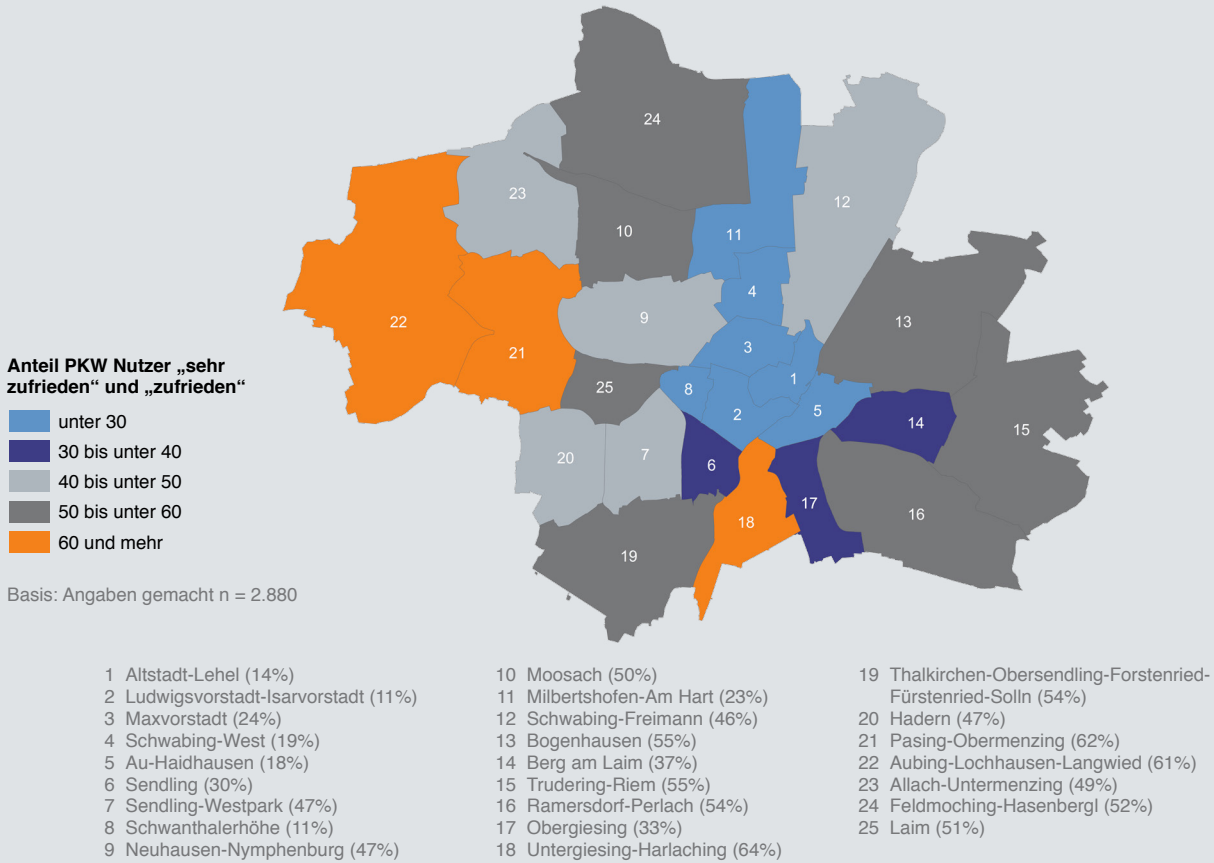 24
23
12
10
11
4
9
22
13
3
21
1
25
8
5
2
14
15
7
20
6
17
16
18
19
Anteil PKW Nutzer „sehr
zufrieden“ und „zufrieden“
unter 30
30 bis unter 40
40 bis unter 50
50 bis unter 60
60 und mehr
Basis: Angaben gemacht n = 2.880
1 Altstadt-Lehel (14%)
2 Ludwigsvorstadt-Isarvorstadt (11%)
3 Maxvorstadt (24%)
4 Schwabing-West (19%)
5 Au-Haidhausen (18%)
6 Sendling (30%)
7 Sendling-Westpark (47%)
8 Schwanthalerhöhe (11%)
9 Neuhausen-Nymphenburg (47%)
10 Moosach (50%)
11 Milbertshofen-Am Hart (23%)
12 Schwabing-Freimann (46%)
13 Bogenhausen (55%)
14 Berg am Laim (37%)
15 Trudering-Riem (55%)
16 Ramersdorf-Perlach (54%)
17 Obergiesing (33%)
18 Untergiesing-Harlaching (64%)
19 Thalkirchen-Obersendling-Forstenried-
Fürstenried-Solln (54%)
20 Hadern (47%)
21 Pasing-Obermenzing (62%)
22 Aubing-Lochhausen-Langwied (61%)
23 Allach-Untermenzing (49%)
24 Feldmoching-Hasenbergl (52%)
25 Laim (51%)